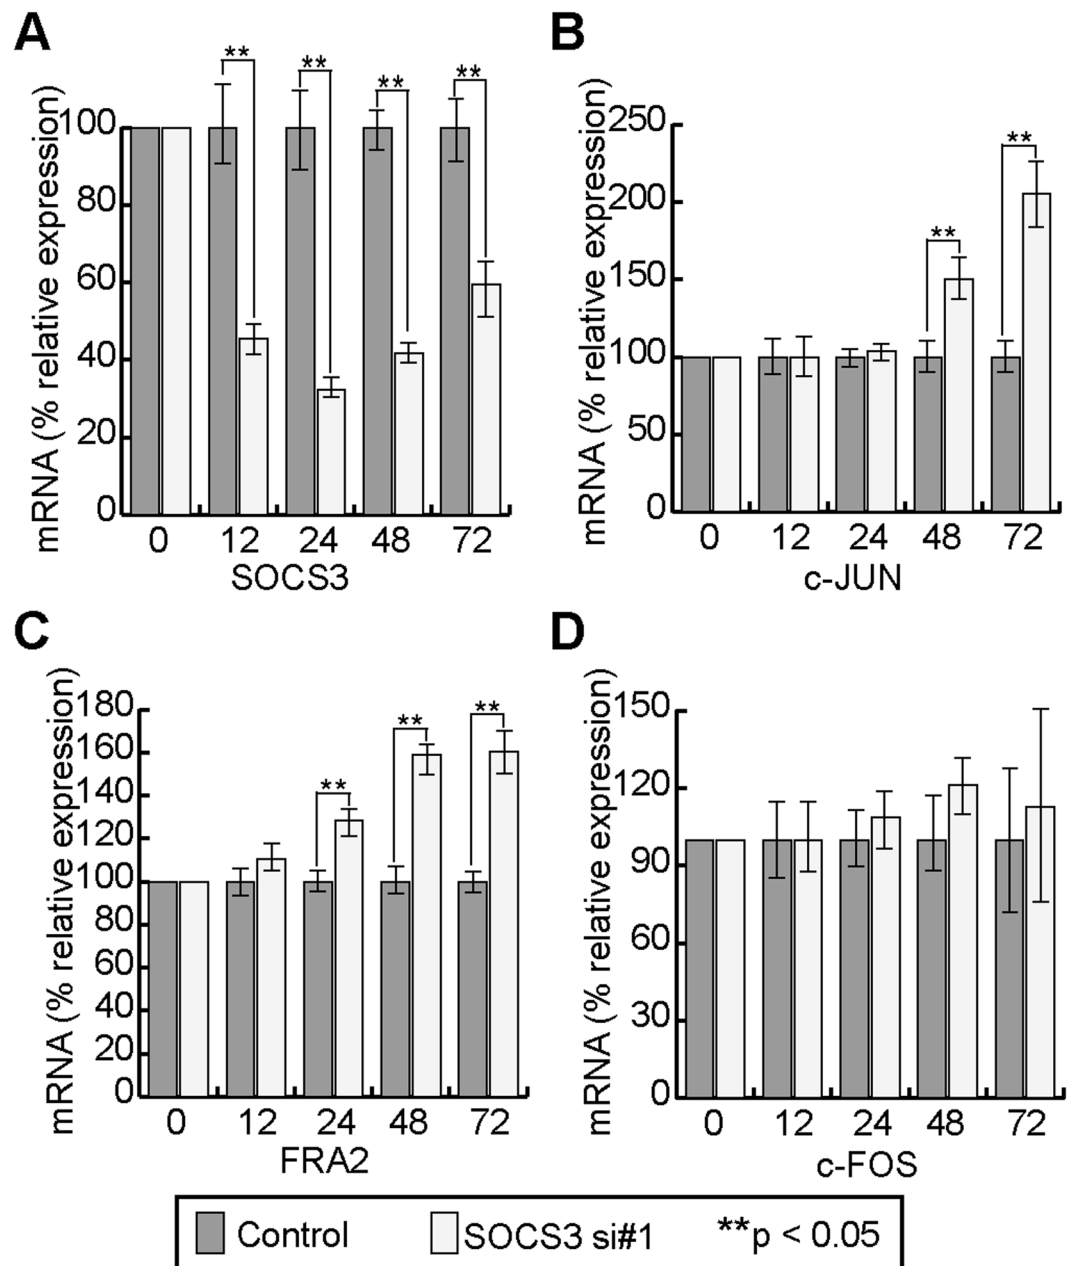 A
mRNA (% relative expression)
100
80
60
40
20
0
** ** ** **
0 12 24 48 72
SOCS3
B
mRNA (% relative expression)
250
200
150
100
50
0
** **
0 12 24 48 72
c-JUN
C
mRNA (% relative expression)
180
160
140
120
100
80
60
40
20
0
** ** **
0 12 24 48 72
FRA2
D
mRNA (% relative expression)
150
120
90
60
30
0
0 12 24 48 72
c-FOS
Control SOCS3 si#1 **p < 0.05